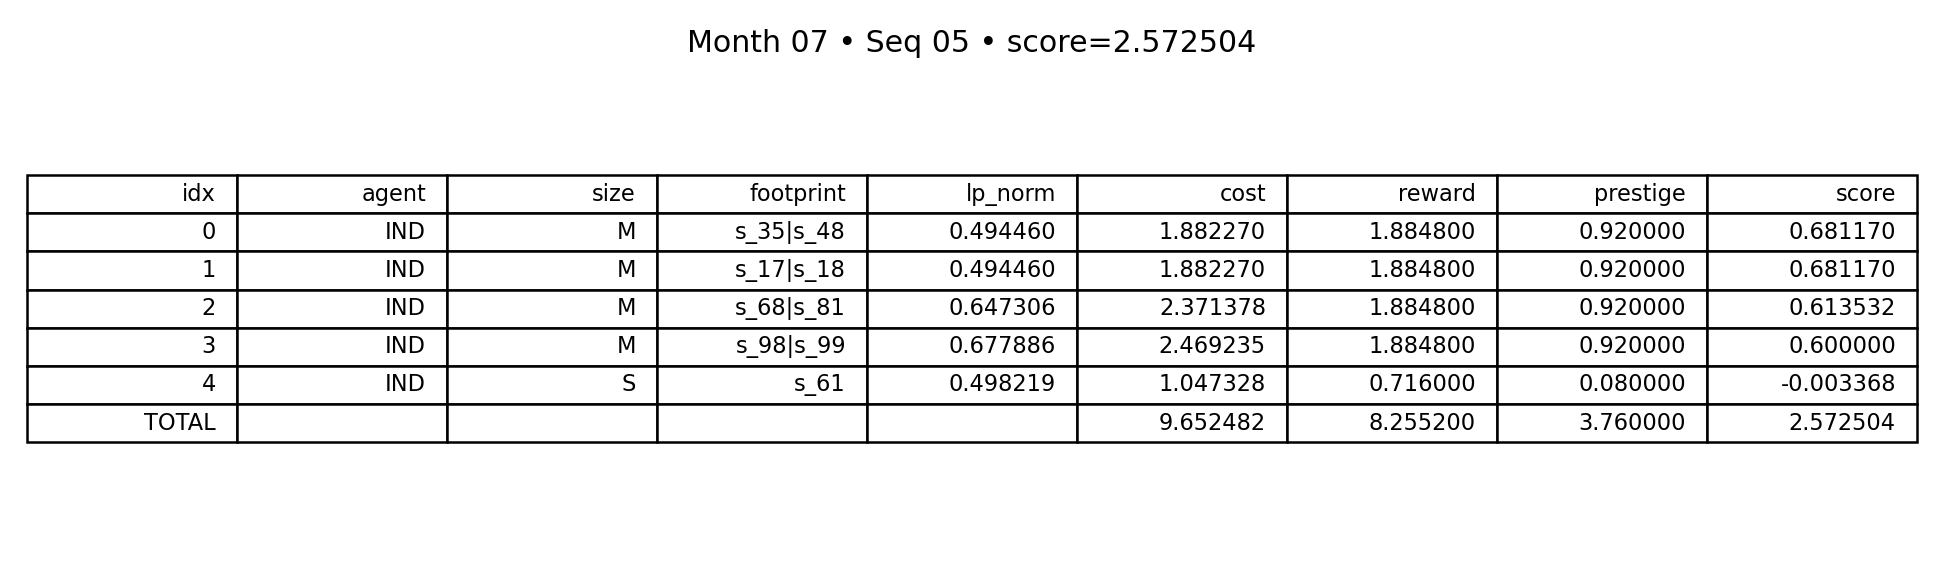 Month 07 • Seq 05 • score=2.572504
idx agent size footprint lp_norm cost reward prestige score
0 IND M s_35|s_48 0.494460 1.882270 1.884800 0.920000 0.681170
1 IND M s_17|s_18 0.494460 1.882270 1.884800 0.920000 0.681170
2 IND M s_68|s_81 0.647306 2.371378 1.884800 0.920000 0.613532
3 IND M s_98|s_99 0.677886 2.469235 1.884800 0.920000 0.600000
4 IND S s_61 0.498219 1.047328 0.716000 0.080000 -0.003368
TOTAL 9.652482 8.255200 3.760000 2.572504